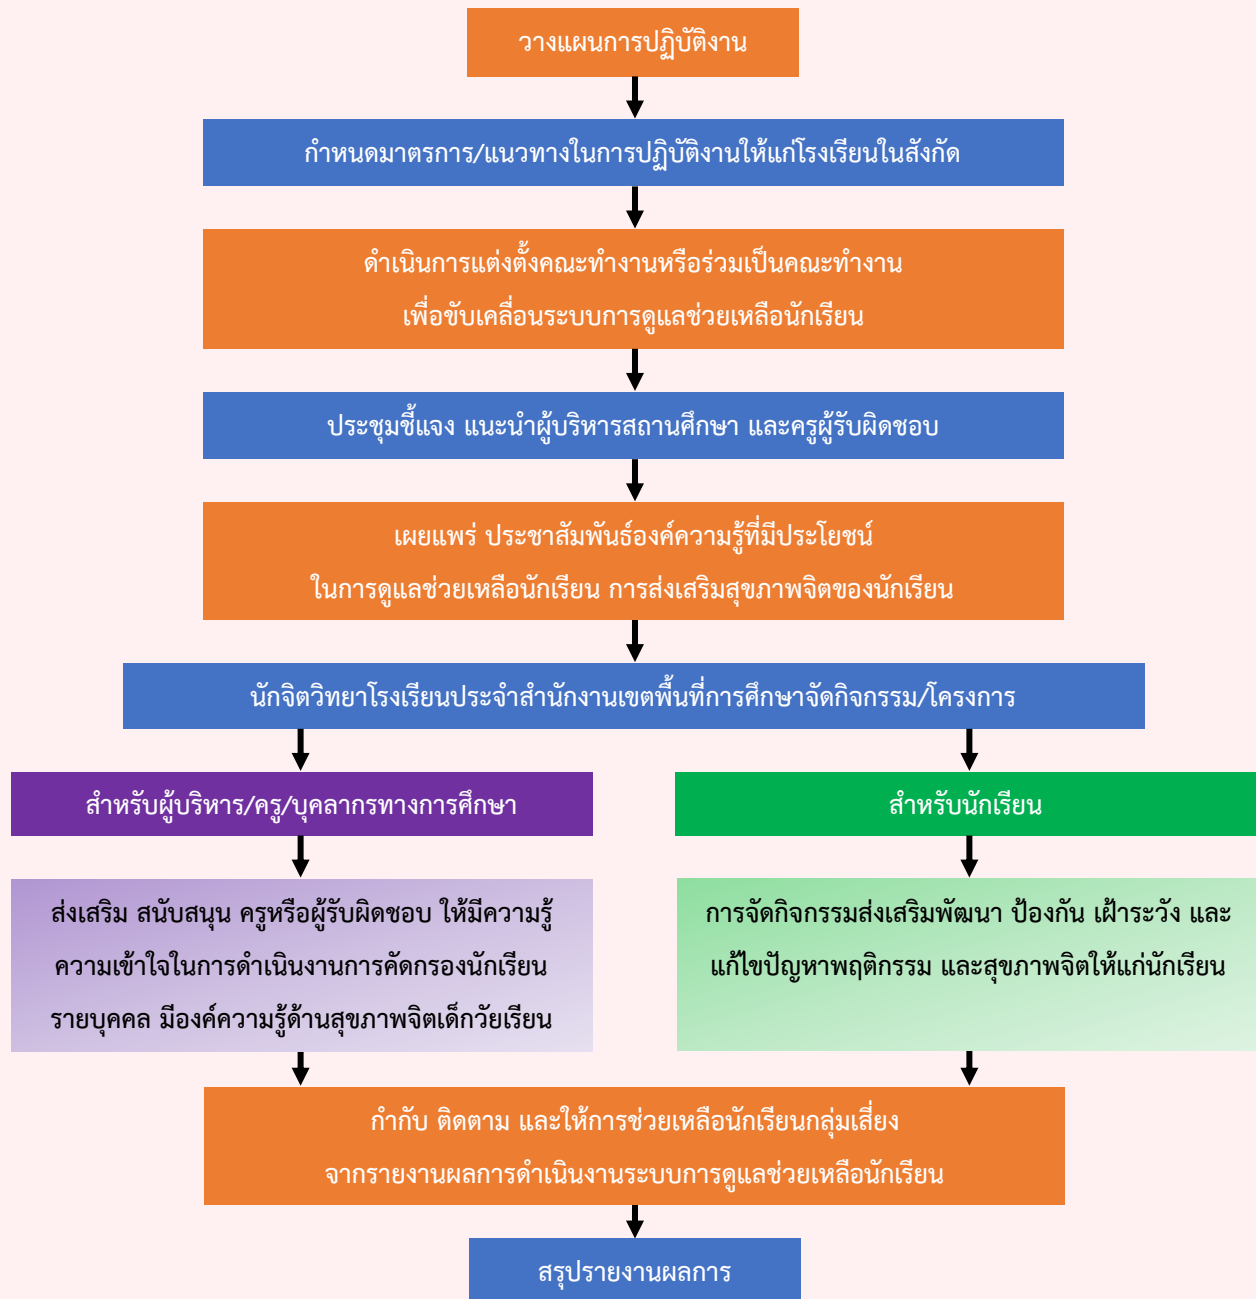 วางแผนการปฏิบัติงาน
กำหนดมาตรการ/แนวทางในการปฏิบัติงานให้แก่โรงเรียนในสังกัด
ดำเนินการแต่งตั้งคณะทำงานหรือร่วมเป็นคณะทำงาน
เพื่อขับเคลื่อนระบบการดูแลช่วยเหลือนักเรียน
ประชุมชี้แจง แนะนำผู้บริหารสถานศึกษา และครูผู้รับผิดชอบ
เผยแพร่ ประชาสัมพันธ์องค์ความรู้ที่มีประโยชน์
ในการดูแลช่วยเหลือนักเรียน การส่งเสริมสุขภาพจิตของนักเรียน
นักจิตวิทยาโรงเรียนประจำสำนักงานเขตพื้นที่การศึกษาจัดกิจกรรม/โครงการ
สำหรับผู้บริหาร/ครู/บุคลากรทางการศึกษา
ส่งเสริม สนับสนุน ครูหรือผู้รับผิดชอบ ให้มีความรู้
ความเข้าใจในการดำเนินงานการคัดกรองนักเรียน
รายบุคคล มีองค์ความรู้ด้านสุขภาพจิตเด็กวัยเรียน
สำหรับนักเรียน
การจัดกิจกรรมส่งเสริมพัฒนา ป้องกัน เฝ้าระวัง และ
แก้ไขปัญหาพฤติกรรม และสุขภาพจิตให้แก่นักเรียน
กำกับ ติดตาม และให้การช่วยเหลือนักเรียนกลุ่มเสี่ยง
จากรายงานผลการดำเนินงานระบบการดูแลช่วยเหลือนักเรียน
สรุปรายงานผลการ